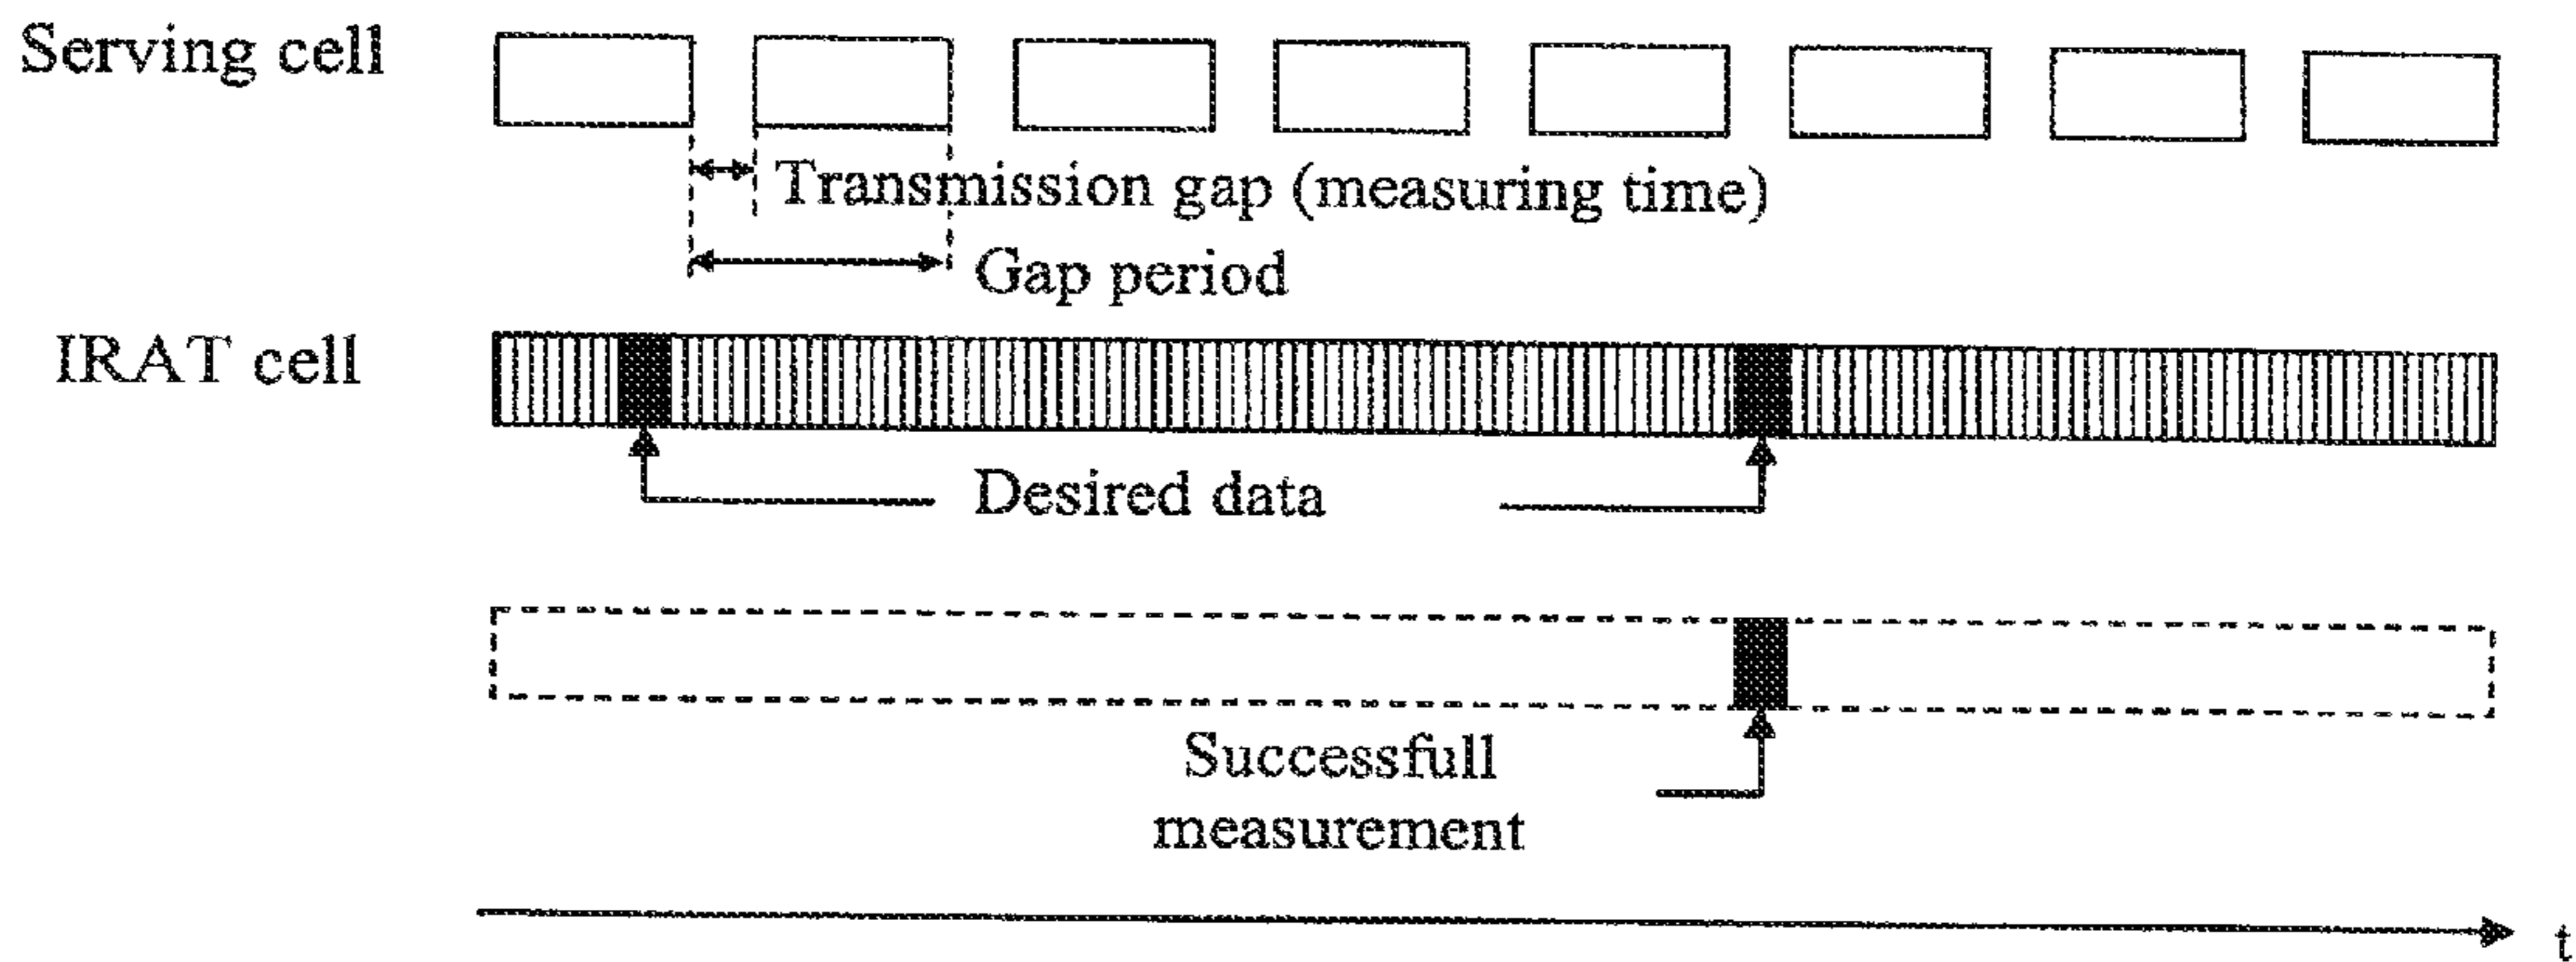 Serving cell
Transmission gap (measuring time)
Gap period
IRAT cell
Desired data
Successfull
measurement
t